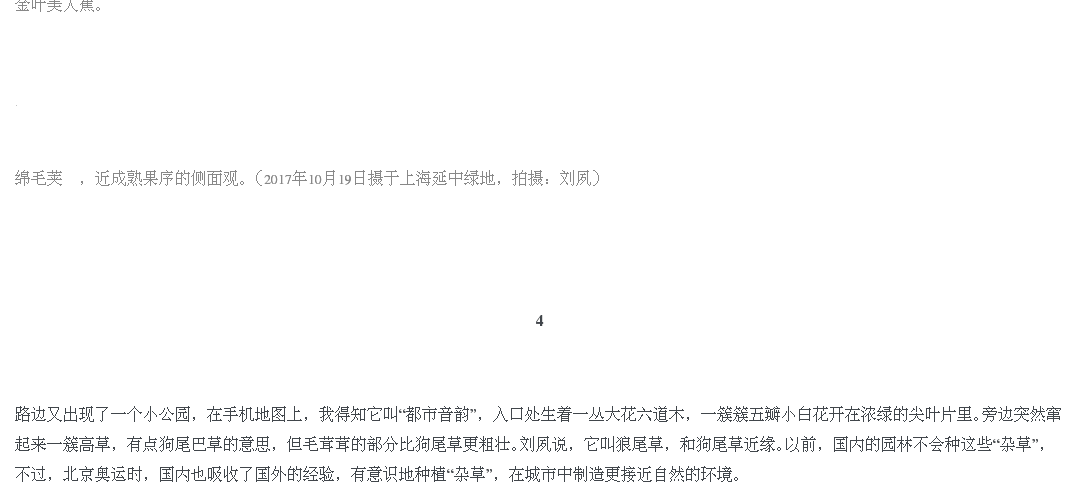 金叶美人蕉。
绵毛荚　，近成熟果序的侧面观。（2017年10月19日摄于上海延中绿地，拍摄：刘夙）
4
路边又出现了一个小公园，在手机地图上，我得知它叫“都市音韵”，入口处生着一丛大花六道木，一簇簇五瓣小白花开在浓绿的尖叶片里。旁边突然窜
起来一簇高草，有点狗尾巴草的意思，但毛茸茸的部分比狗尾草更粗壮。刘夙说，它叫狼尾草，和狗尾草近缘。以前，国内的园林不会种这些“杂草”，
不过，北京奥运时，国内也吸收了国外的经验，有意识地种植“杂草”，在城市中制造更接近自然的环境。